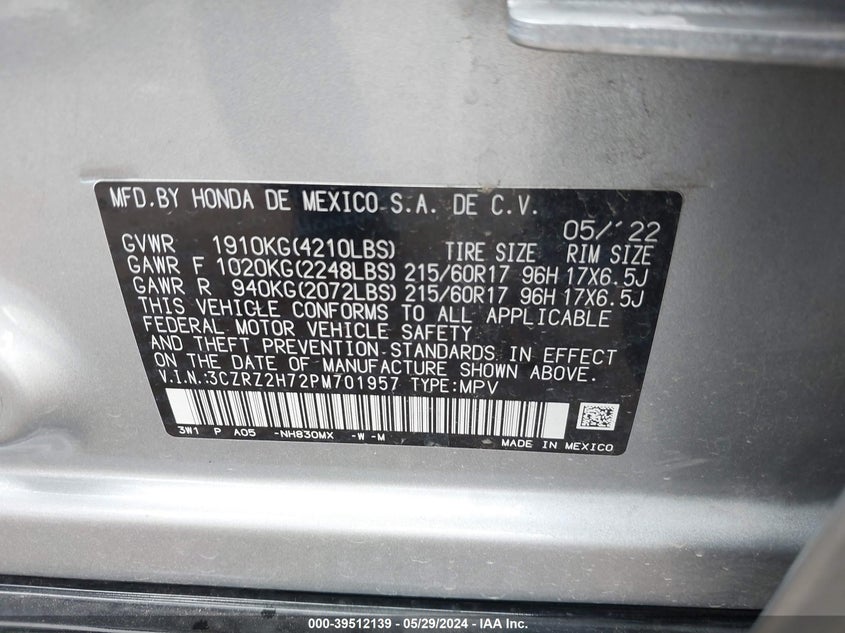 MFD.BY HONDA DE MEXICO S.A. DE C.V.
05/'22
GVWR 1910KG(4210LBS) TIRE SIZE RIM SIZE
GAWR F 1020KG(2248LBS) 215/60R17 96H 17X6.5J
GAWR R 940KG(2072LBS) 215/60R17 96H 17X6.5J
THIS VEHICLE CONFORMS TO ALL APPLICABLE
FEDERAL MOTOR VEHICLE SAFETY
AND THEFT PREVENTION STANDARDS IN EFFECT
ON THE DATE OF MANUFACTURE SHOWN ABOVE.
V.I.N.:3CZRZ2H72PM701957 TYPE:MPV
3W1 P A05 -NH830MX -W -M
MADE IN MEXICO
000-39512139 - 05/29/2024 - IAA Inc.